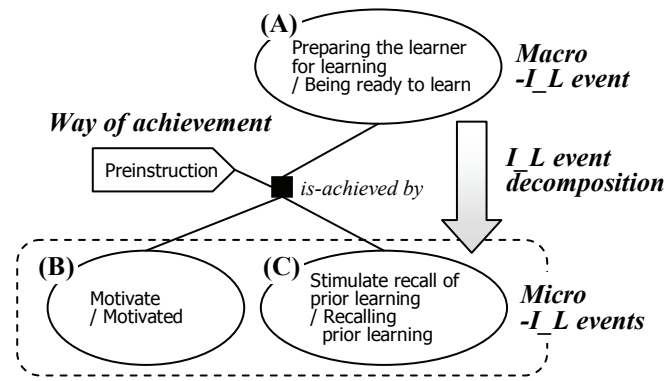 (A)
Preparing the learner
for learning
/ Being ready to learn
Macro
-I_L event
Way of achievement
Preinstruction
is-achieved by
I_L event
decomposition
(B)
Motivate
/ Motivated
(C)
Stimulate recall of
prior learning
/ Recalling
prior learning
Micro
-I_L events